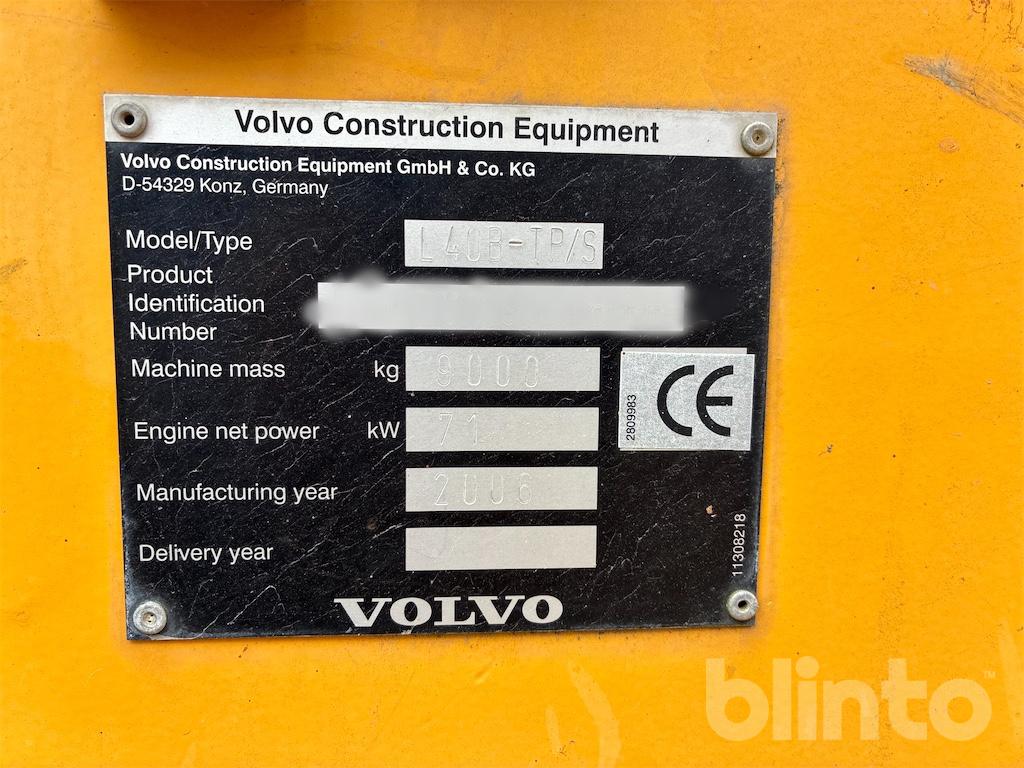 Volvo Construction Equipment
Volvo Construction Equipment GmbH & Co. KG
D-54329 Konz, Germany
Model/Type L40B-TP/S
Product
Identification
Number
Machine mass kg 9000
Engine net power kW 71
Manufacturing year 2006
Delivery year
CE
2809983
11308218
VOLVO
blinto™